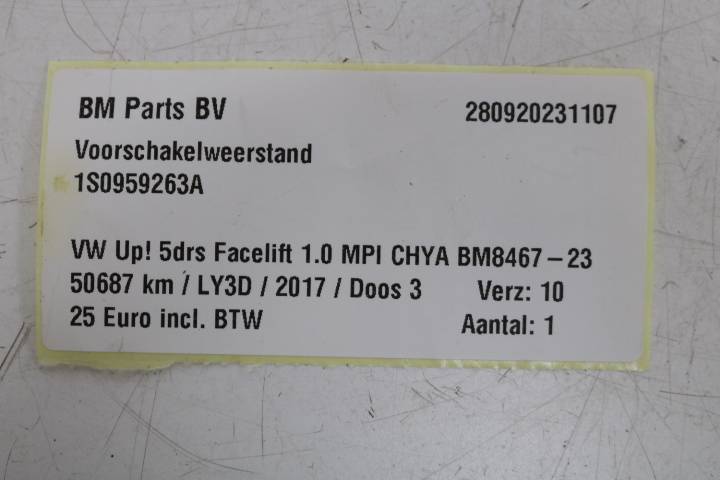 BM Parts BV 280920231107
Voorschakelweerstand
1S0959263A
VW Up! 5drs Facelift 1.0 MPI CHYA BM8467-23
50687 km / LY3D / 2017 / Doos 3 Verz: 10
25 Euro incl. BTW Aantal: 1